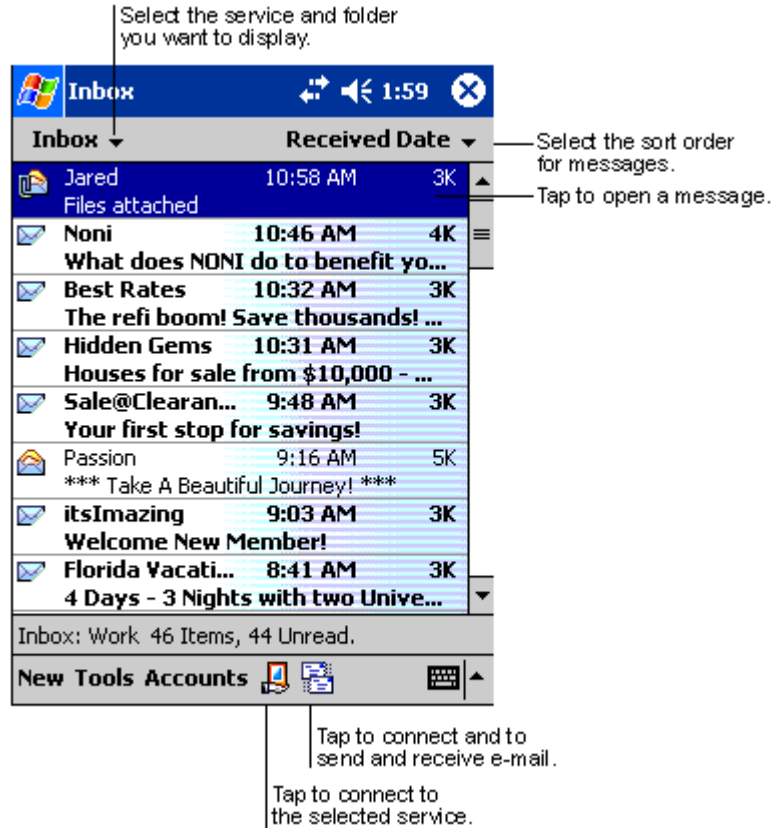 Select the service and folder
you want to display.
Inbox 1:59
Inbox Received Date
Select the sort order
for messages.
Jared 10:58 AM 3K
Files attached
Tap to open a message.
Noni 10:46 AM 4K
What does NONI do to benefit yo...
Best Rates 10:32 AM 3K
The refi boom! Save thousands! ...
Hidden Gems 10:31 AM 3K
Houses for sale from $10,000 - ...
Sale@Clearan... 9:48 AM 3K
Your first stop for savings!
Passion 9:16 AM 5K
*** Take A Beautiful Journey! ***
itsImazing 9:03 AM 3K
Welcome New Member!
Florida Vacati... 8:41 AM 3K
4 Days - 3 Nights with two Unive...
Inbox: Work 46 Items, 44 Unread.
New Tools Accounts
Tap to connect and to
send and receive e-mail.
Tap to connect to
the selected service.